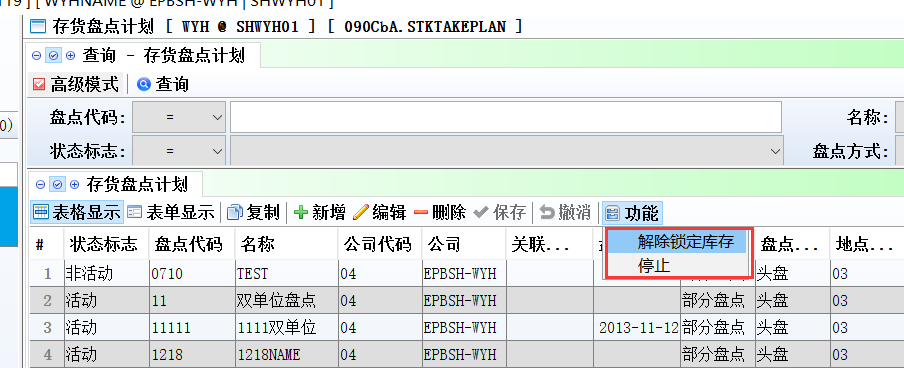 119 ] [ WYHNAME @ EPBSH-WYH | SHWYH01 ]
存货盘点计划 [ WYH @ SHWYH01 ] [ 090CbA.STKTAKEPLAN ]
查询 - 存货盘点计划
高级模式 查询
盘点代码: = 名称:
0)
状态标志: = 盘点方式:
存货盘点计划
表格显示 表单显示 复制 新增 编辑 删除 保存 撤消 功能
解除锁定库存
停止
# 状态标志 盘点代码 名称 公司代码 公司 关联... 盘点... 地点...
1 非活动 0710 TEST 04 EPBSH-WYH 头盘 03
2 活动 11 双单位盘点 04 EPBSH-WYH 部分盘点 头盘 03
3 活动 11111 1111双单位 04 EPBSH-WYH 2013-11-12 部分盘点 头盘 03
4 活动 1218 1218NAME 04 EPBSH-WYH 部分盘点 头盘 03